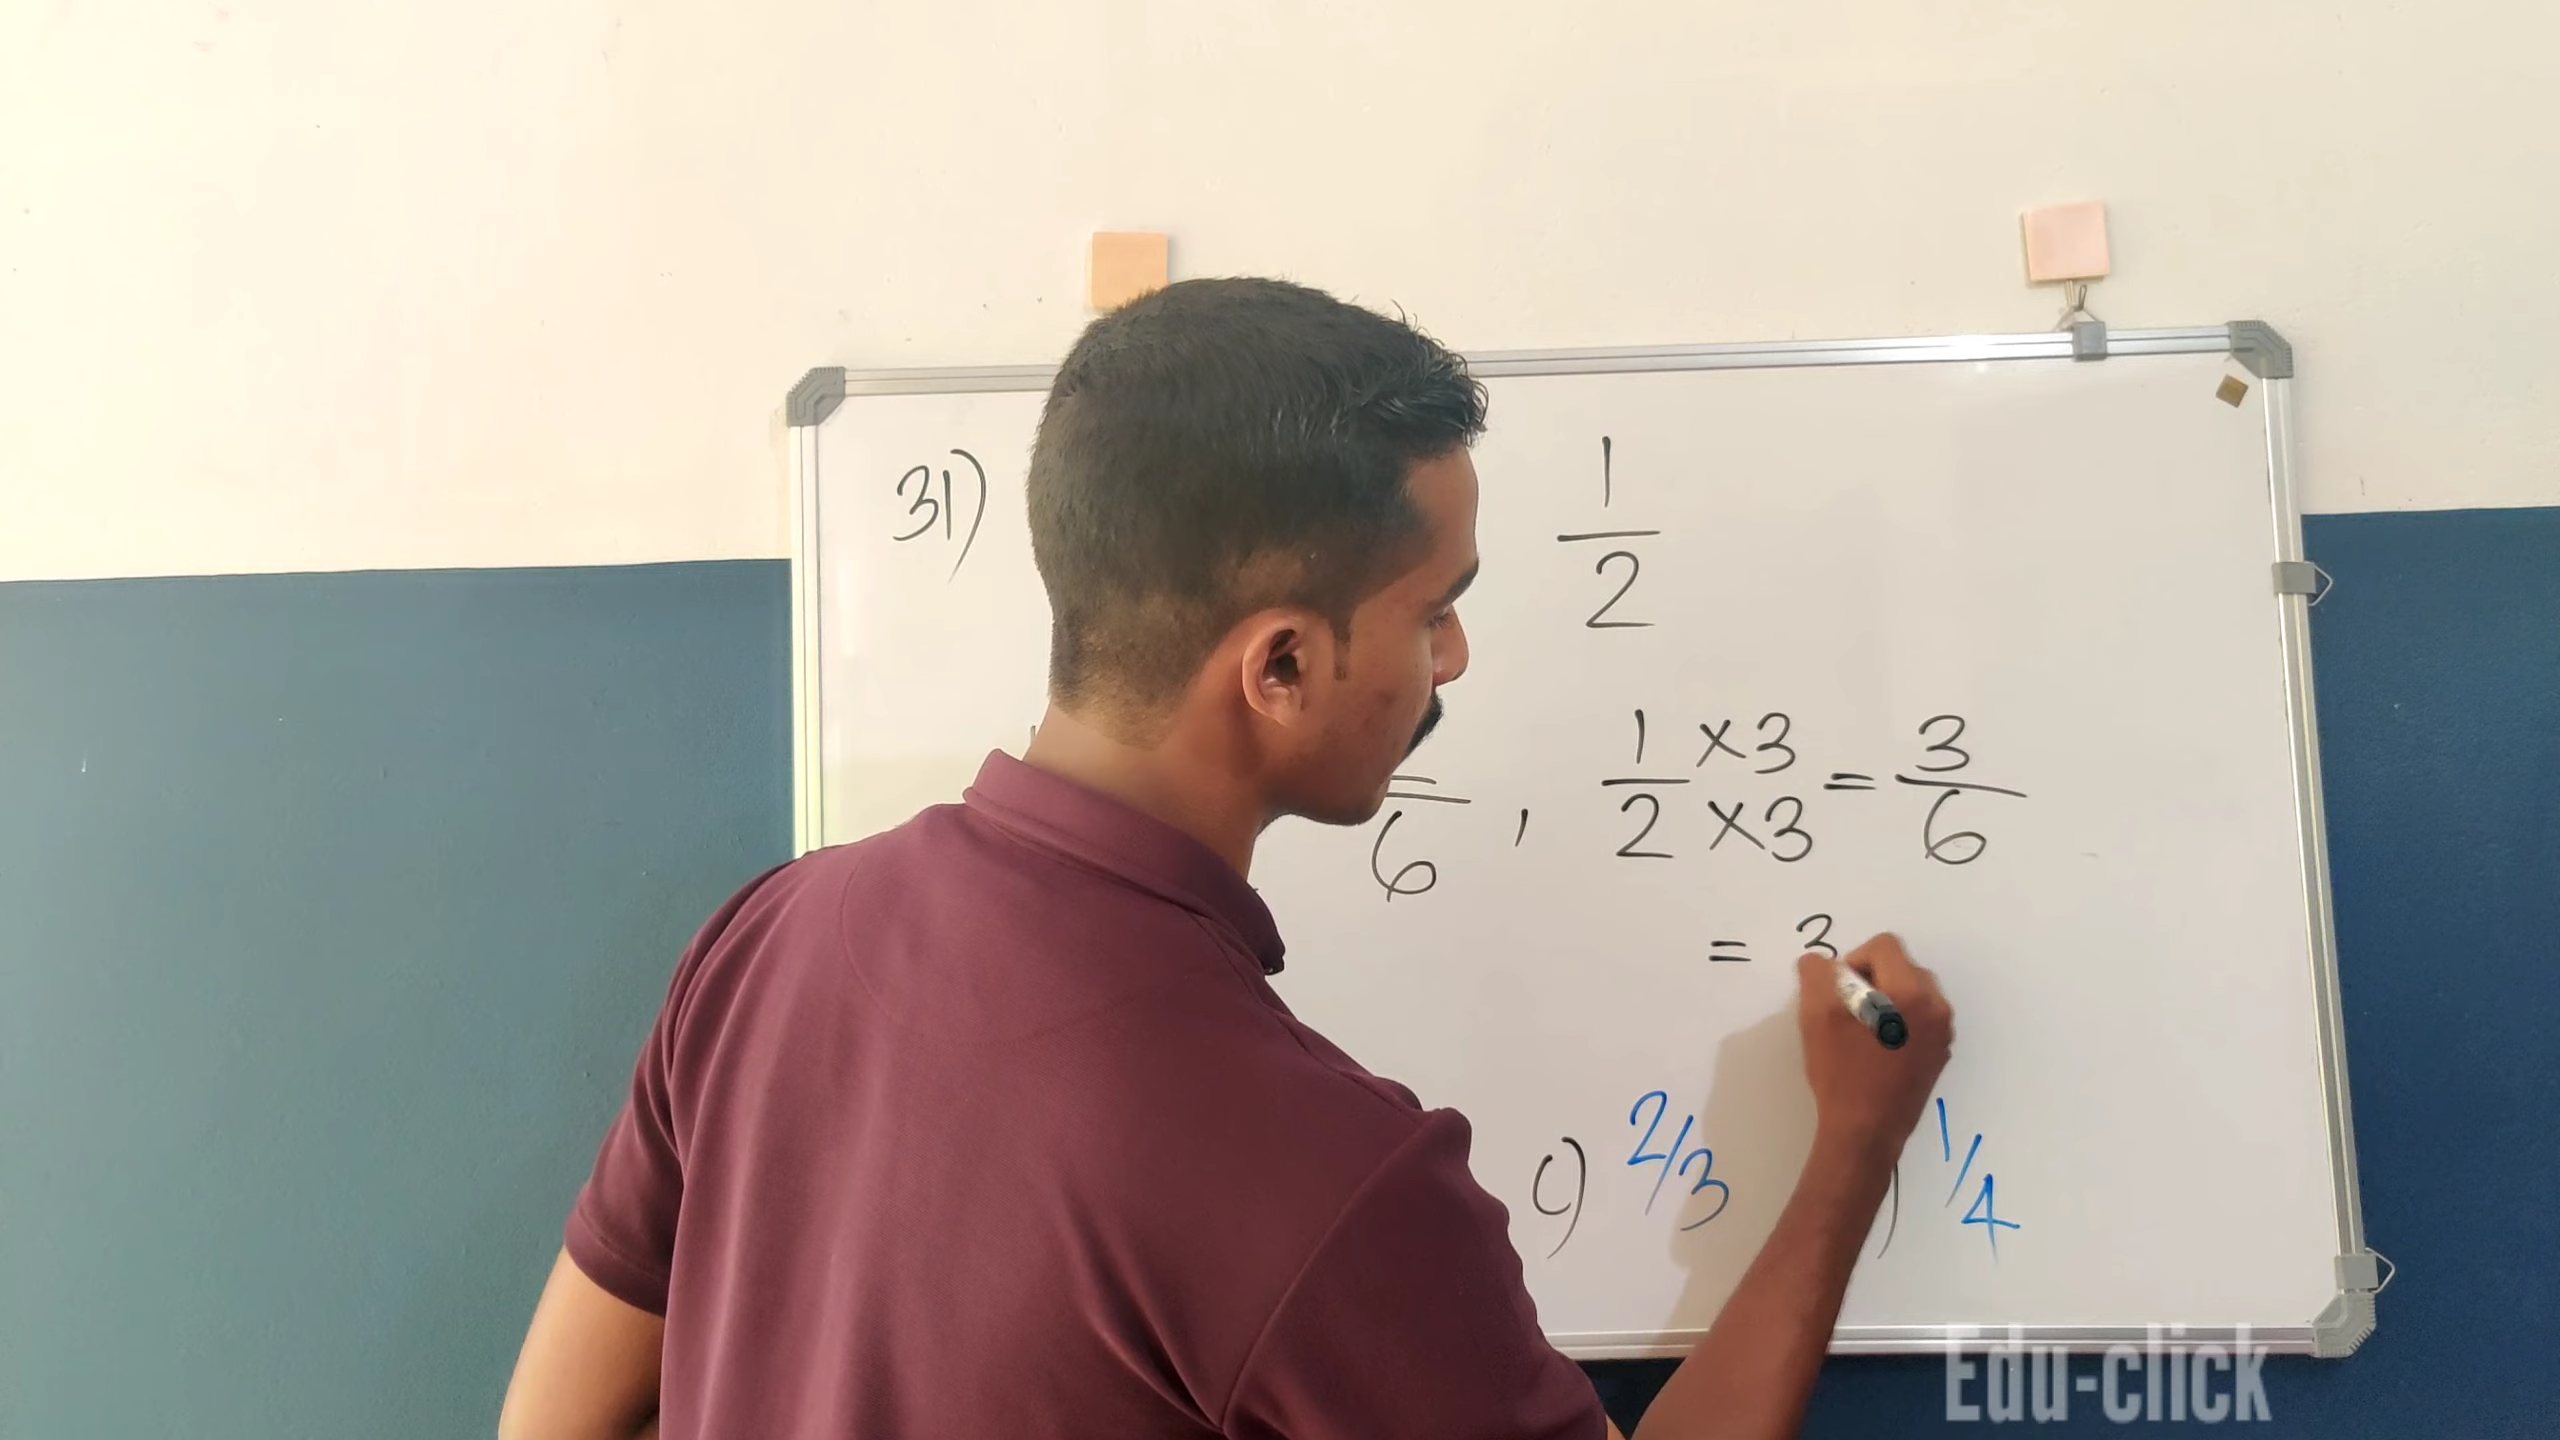 31) 1/2
= /6 , 1/2 ×3/×3 = 3/6
= 3
c) 2/3 ) 1/4
Edu-click